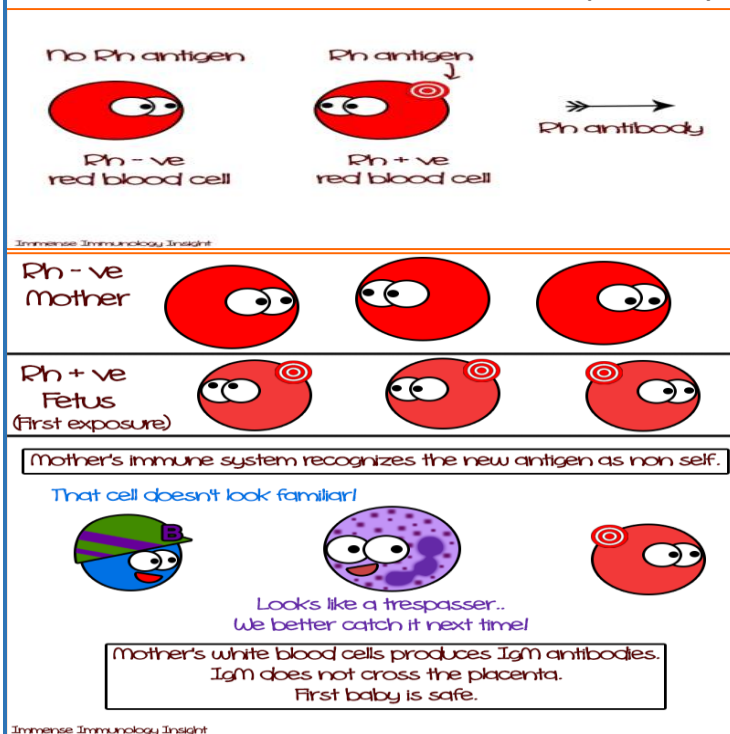 No Rh antigen
Rh antigen
Rh antibody
Rh - ve
red blood cell
Rh + ve
red blood cell
Immense Immunology Insight
Rh - ve
Mother
Rh + ve
Fetus
(First exposure)
Mother's immune system recognizes the new antigen as non self.
That cell doesn't look familiar!
B
Looks like a trespasser..
We better catch it next time!
Mother's white blood cells produces IgM antibodies.
IgM does not cross the placenta.
First baby is safe.
Immense Immunology Insight